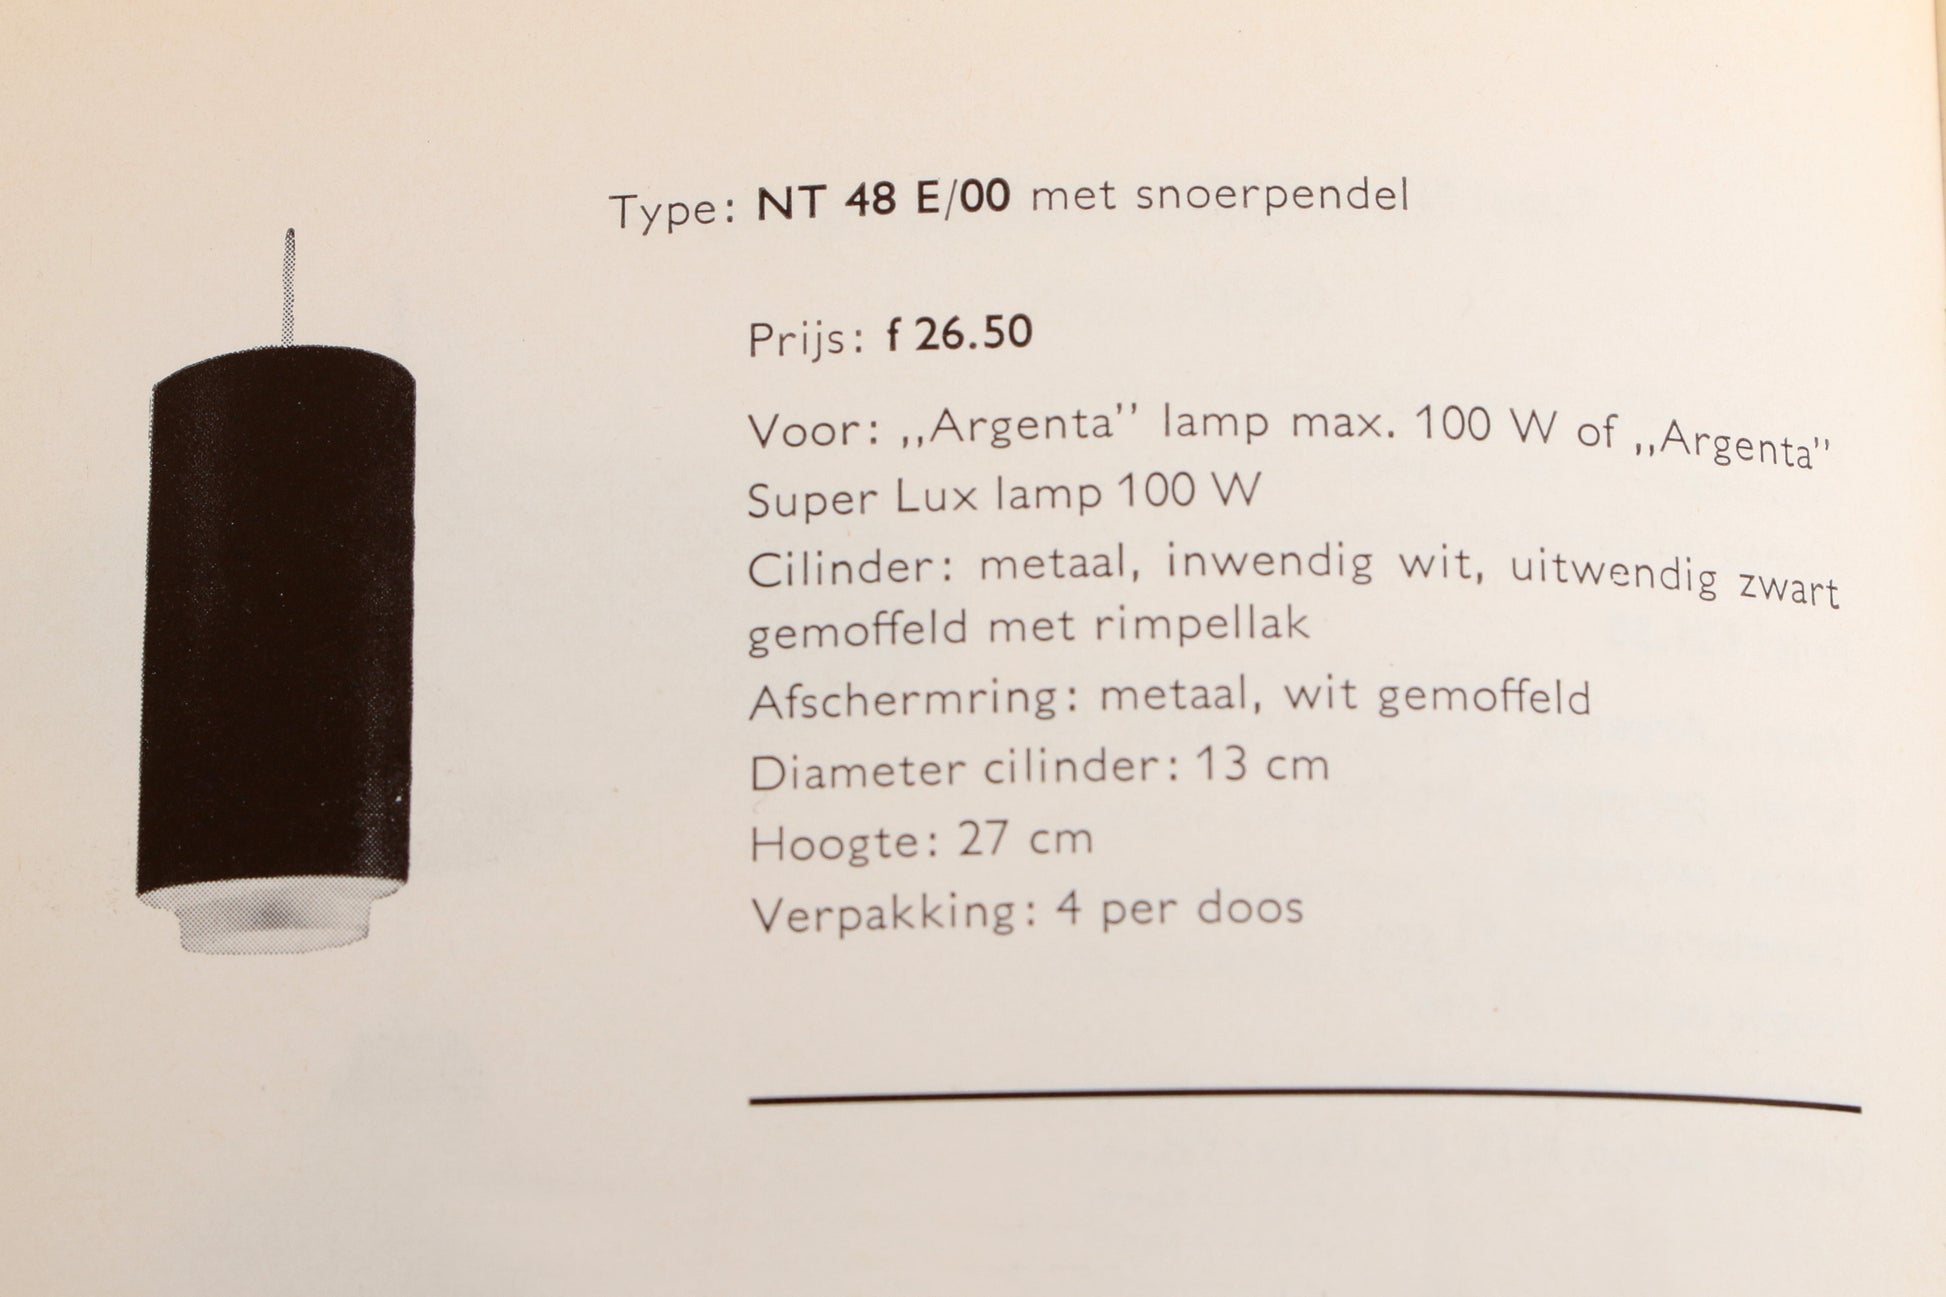 Type: NT 48 E/00 met snoerpendel
Prijs: f 26.50
Voor: ,,Argenta'' lamp max. 100 W of ,,Argenta''
Super Lux lamp 100 W
Cilinder: metaal, inwendig wit, uitwendig zwart
gemoffeld met rimpellak
Afschermring: metaal, wit gemoffeld
Diameter cilinder: 13 cm
Hoogte: 27 cm
Verpakking: 4 per doos